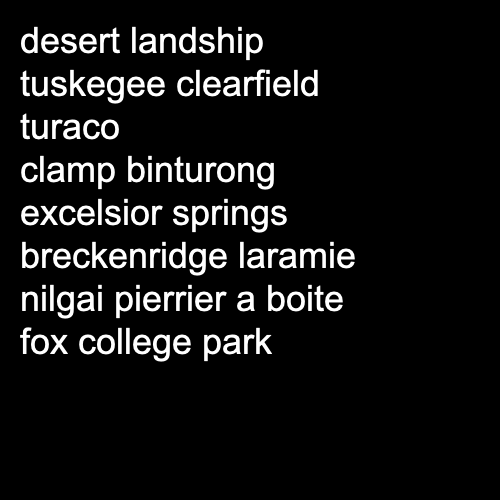 desert landship
tuskegee clearfield
turaco
clamp binturong
excelsior springs
breckenridge laramie
nilgai pierrier a boite
fox college park